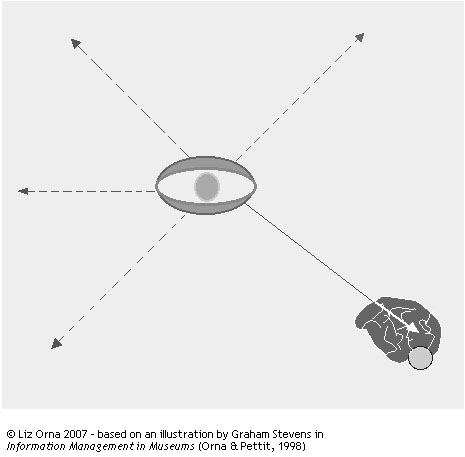 © Liz Orna 2007 - based on an illustration by Graham Stevens in
Information Management in Museums (Orna & Pettit, 1998)